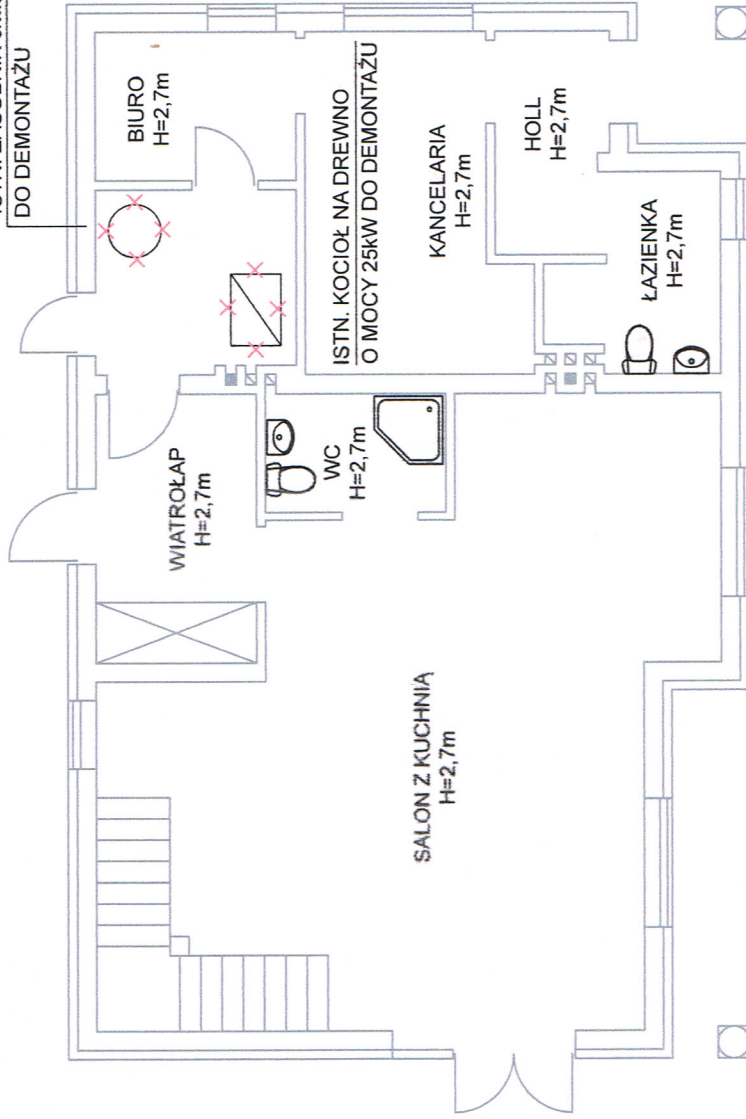 DO DEMONTAŻU
BIURO
H=2,7m
ISTN. KOCIOŁ NA DREWNO
O MOCY 25kW DO DEMONTAŻU
KANCELARIA
H=2,7m
HOLL
H=2,7m
ŁAZIENKA
H=2,7m
WIATROŁAP
H=2,7m
WC
H=2,7m
SALON Z KUCHNIĄ
H=2,7m